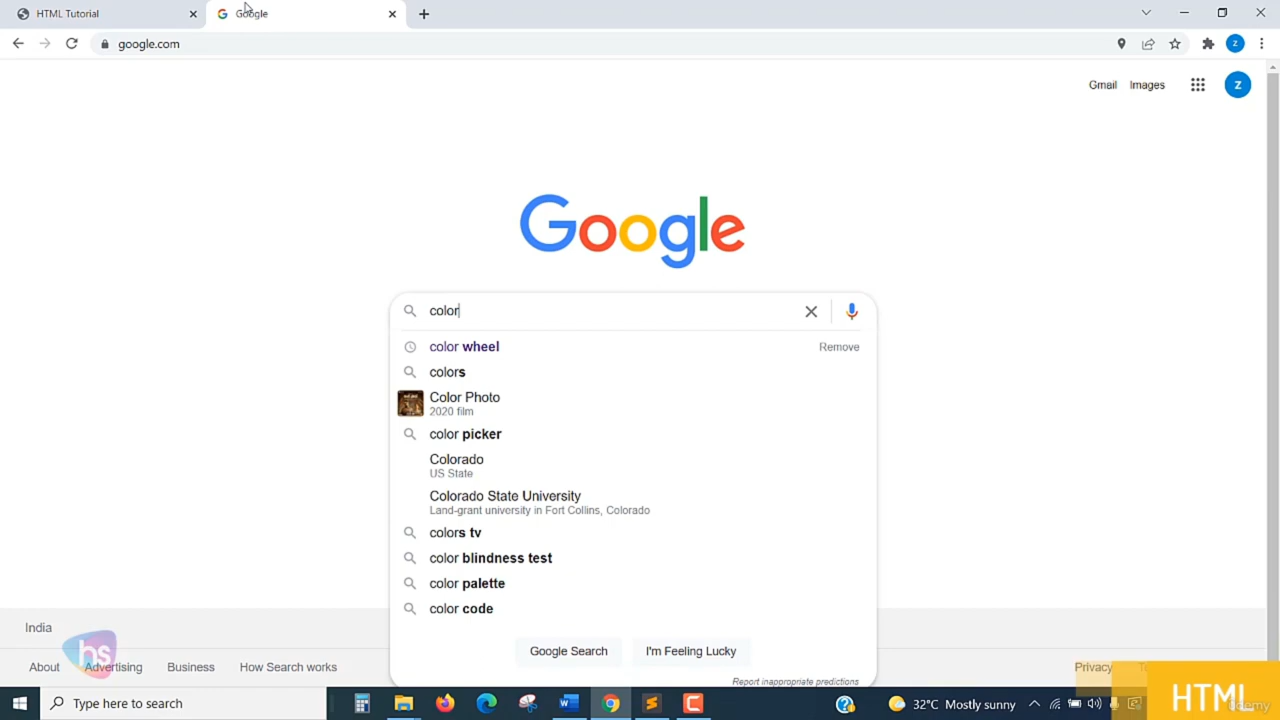 HTML Tutorial
Google
google.com
Z
Gmail
Images
Z
Google
color
color wheel
Remove
colors
Color Photo
2020 film
color picker
Colorado
US State
Colorado State University
Land-grant university in Fort Collins, Colorado
colors tv
color blindness test
color palette
color code
Google Search
I'm Feeling Lucky
Report inappropriate predictions
India
hs
About
Advertising
Business
How Search works
Privacy
Type here to search
32°C Mostly sunny
HTML
Udemy